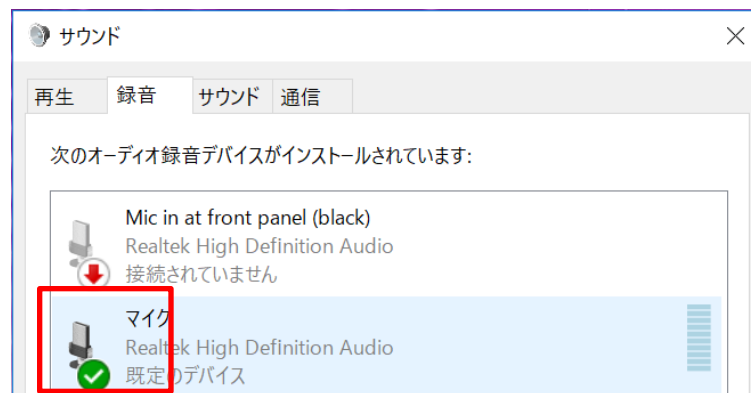 サウンド
再生 録音 サウンド 通信
次のオーディオ録音デバイスがインストールされています:
Mic in at front panel (black)
Realtek High Definition Audio
接続されていません
マイク
Realtek High Definition Audio
既定のデバイス